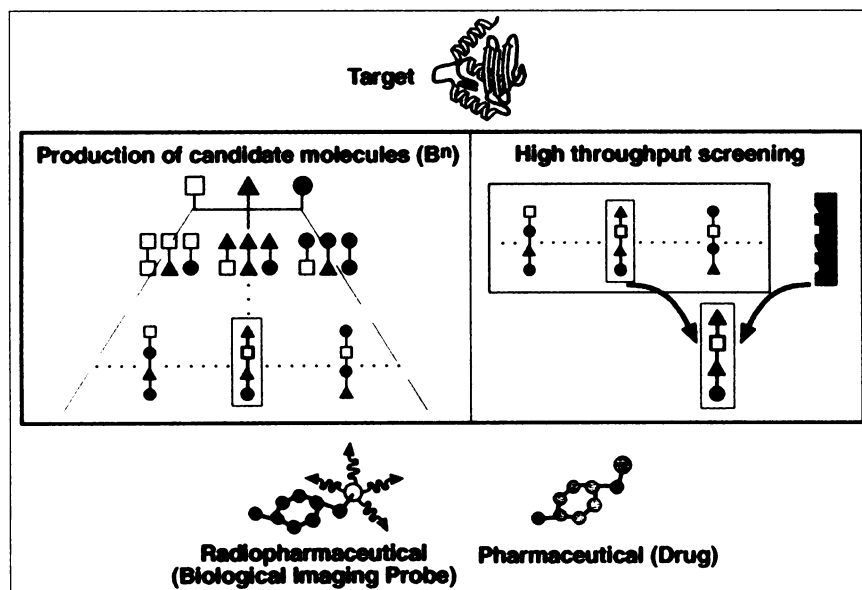 Target
Production of candidate molecules (Bⁿ)
High throughput screening
Radiopharmaceutical
(Biological Imaging Probe)
Pharmaceutical (Drug)